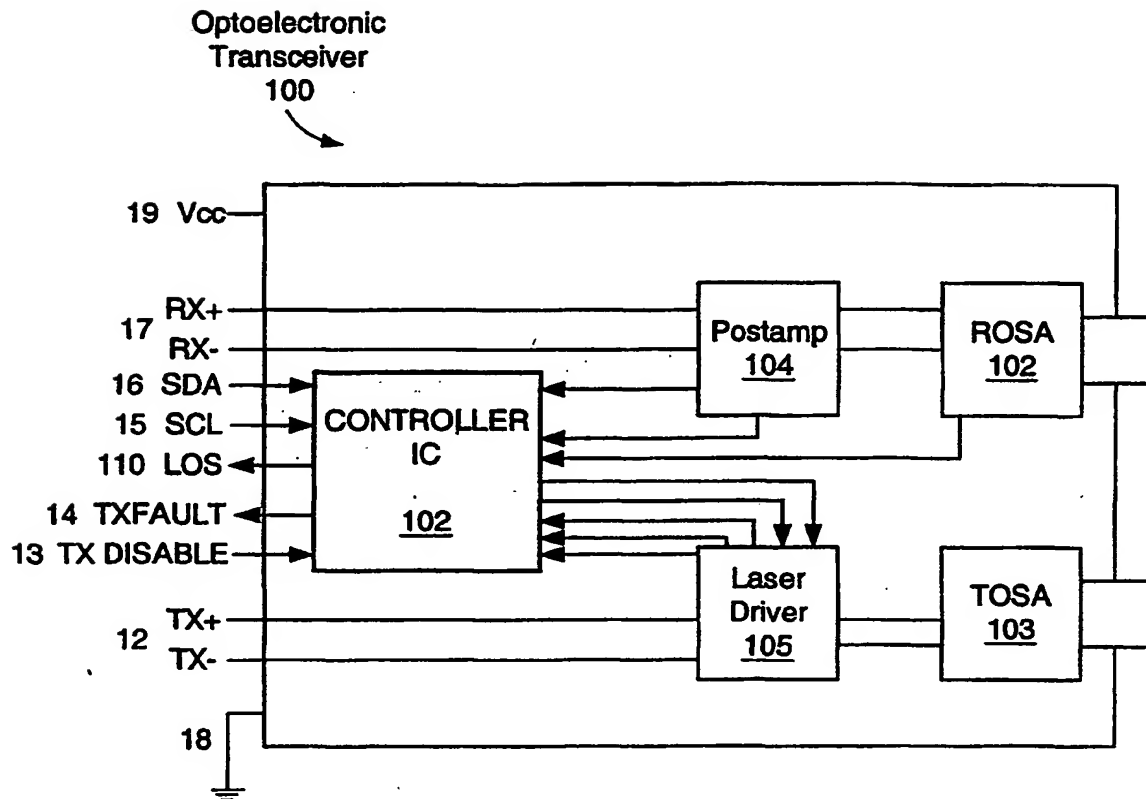 Optoelectronic
Transceiver
100
19 Vcc
17
RX+
RX-
16 SDA
15 SCL
110 LOS
14 TXFAULT
13 TX DISABLE
12
TX+
TX-
18
CONTROLLER
IC
102
Postamp
104
ROSA
102
Laser
Driver
105
TOSA
103